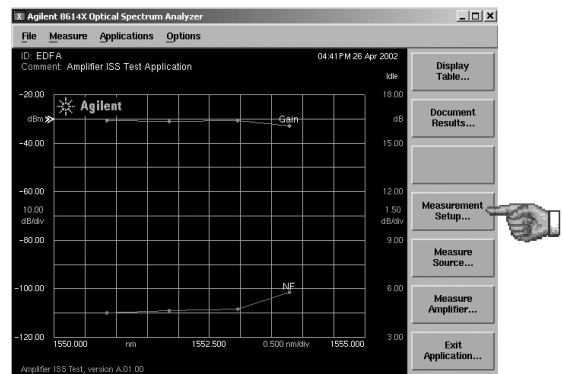 Agilent 8614X Optical Spectrum Analyzer
File Measure Applications Options
ID: EDFA
04:41PM 26 Apr 2002
Comment: Amplifier ISS Test Application
Idle
-20.00
18.00
Agilent
dBm
dB
Gain
-40.00
15.00
-60.00
12.00
10.00
dB/div
1.50
dB/div
-80.00
9.00
-100.00
6.00
NF
-120.00
3.00
1550.000 nm 1552.500 0.500 nm/div 1555.000
Amplifier ISS Test, version A.01.00
Display
Table...
Document
Results...
Measurement
Setup...
Measure
Source...
Measure
Amplifier...
Exit
Application...